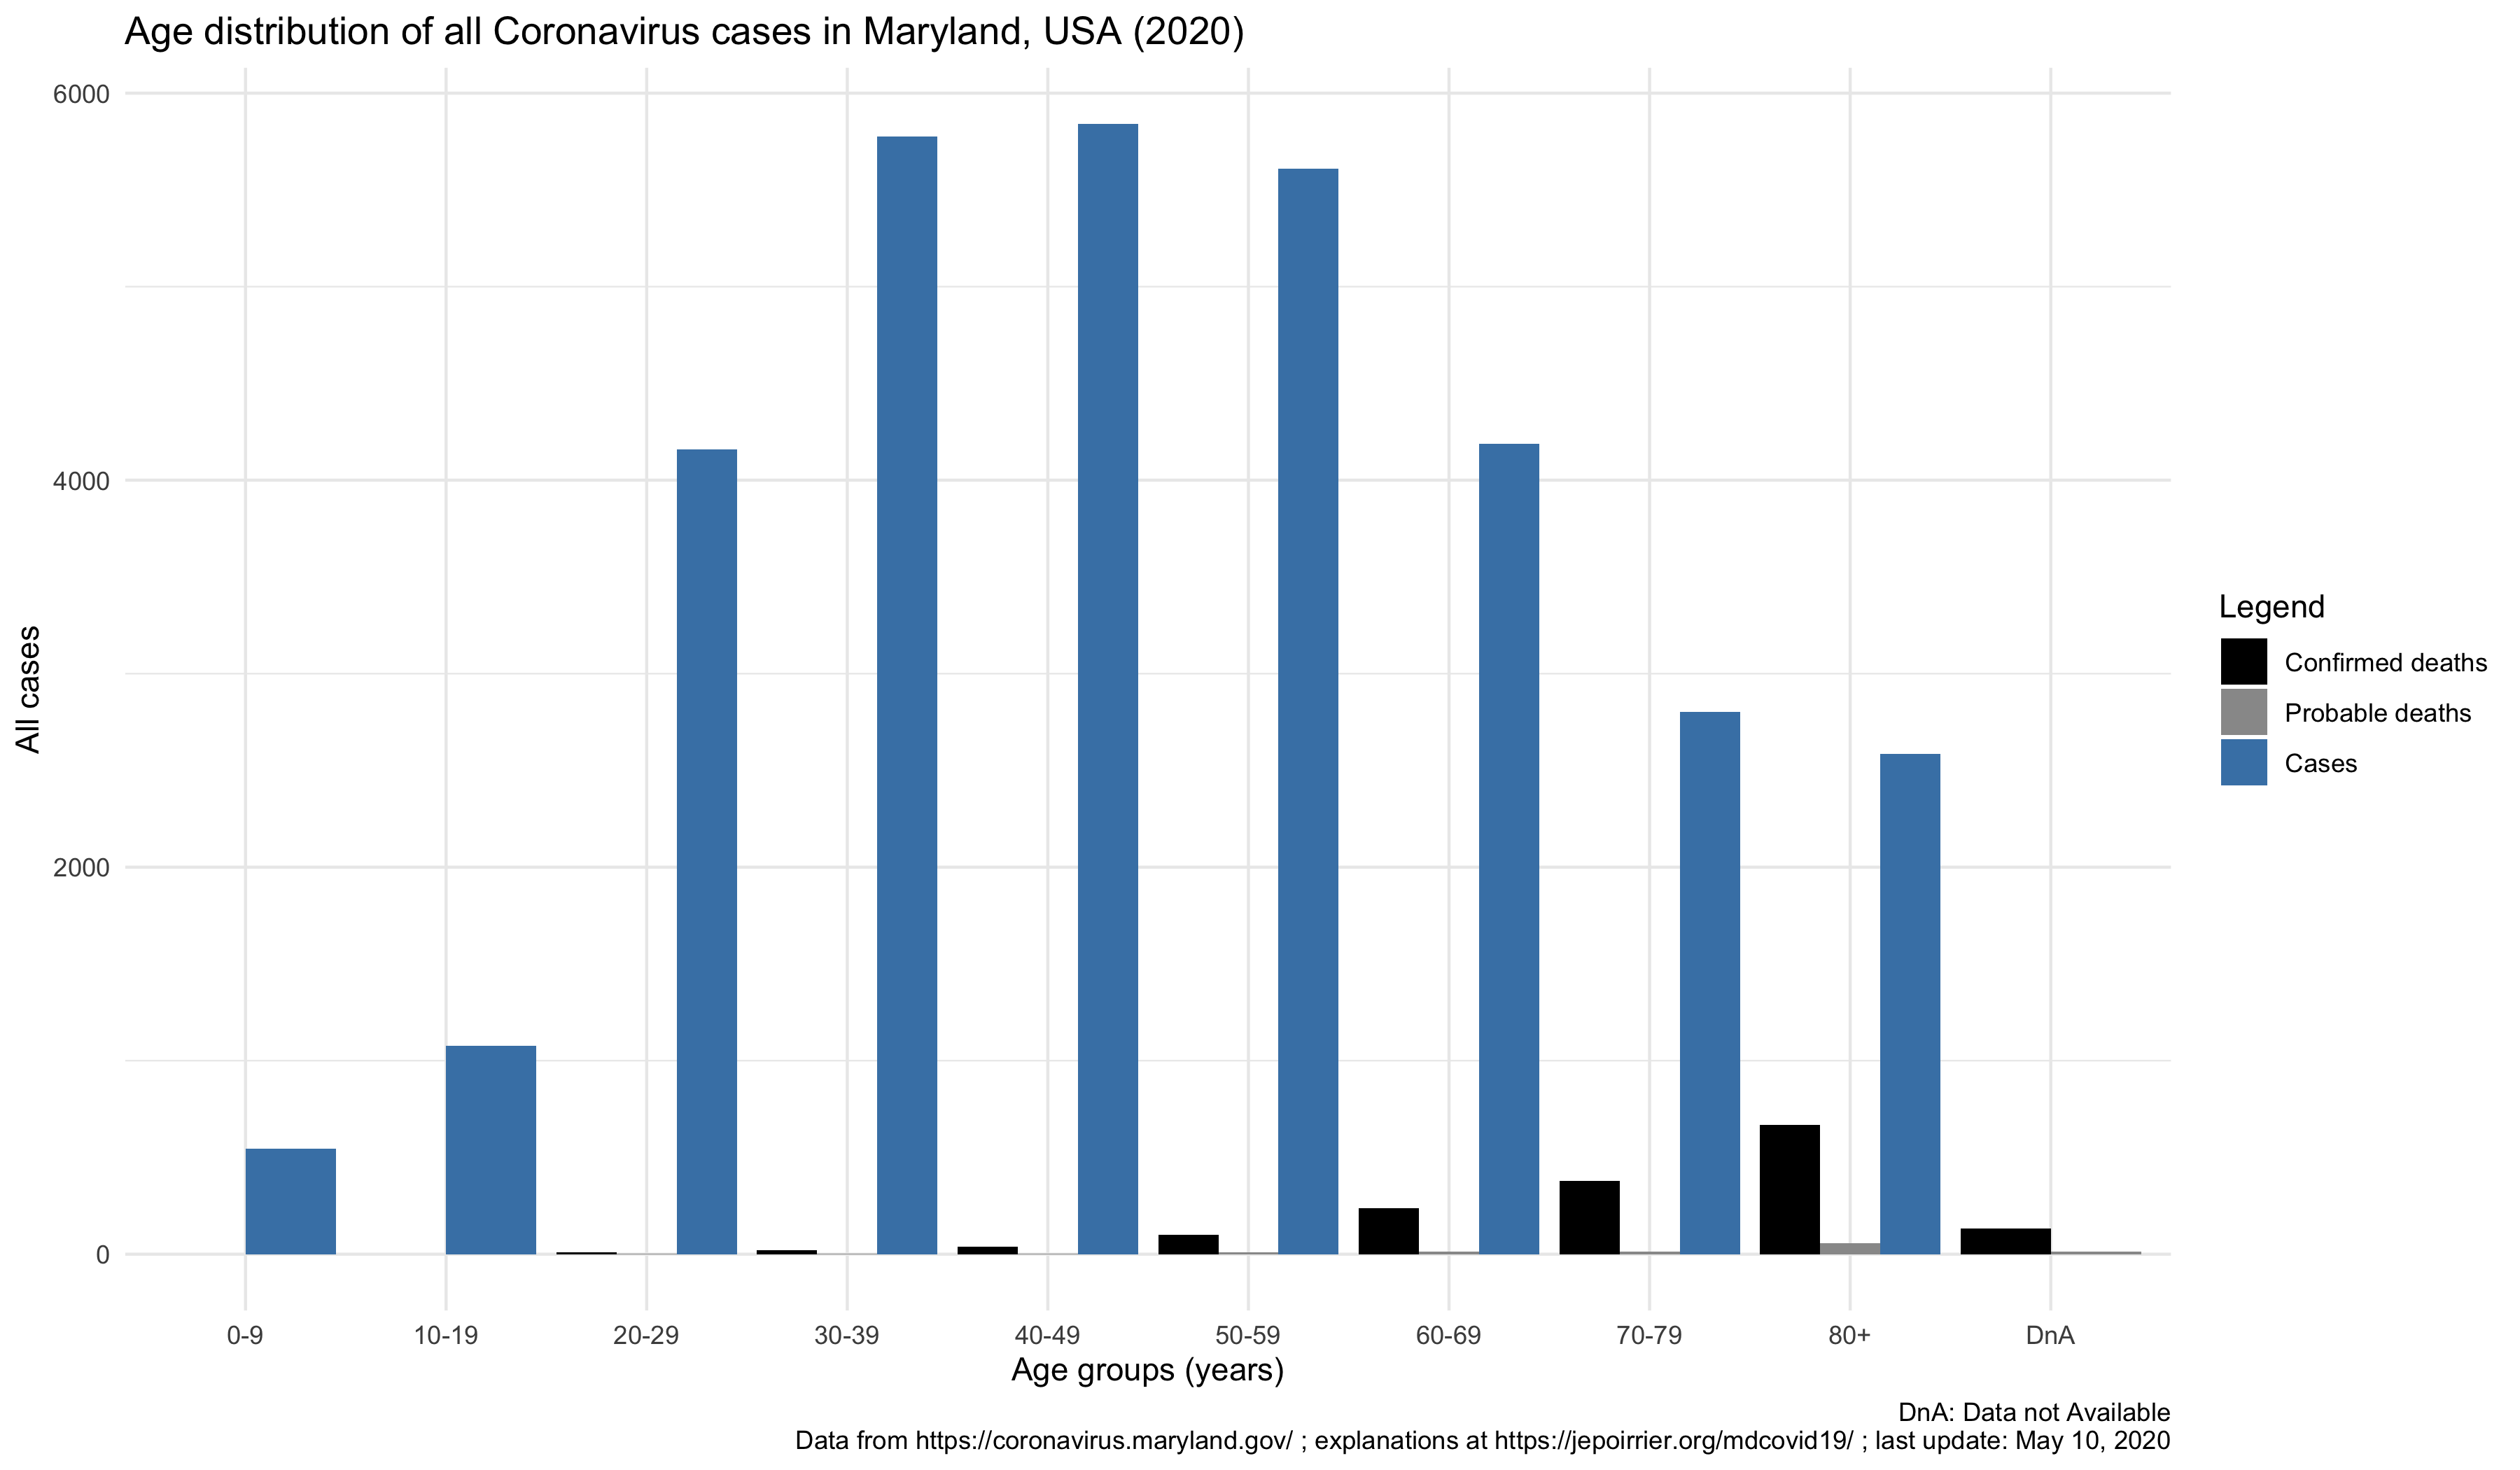 Age distribution of all Coronavirus cases in Maryland, USA (2020)
All cases
6000
4000
2000
0
0-9
10-19
20-29
30-39
40-49
50-59
60-69
70-79
80+
DnA
Age groups (years)
Legend
Confirmed deaths
Probable deaths
Cases
DnA: Data not Available
Data from https://coronavirus.maryland.gov/ ; explanations at https://jepoirrier.org/mdcovid19/ ; last update: May 10, 2020